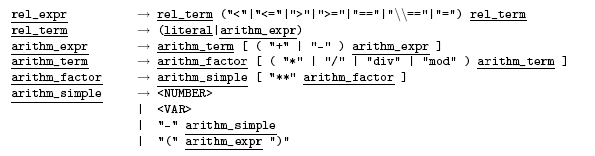 rel_expr → rel_term ("<"|"<="|">"|">="|"=="|"\\=="|"=") rel_term
rel_term → (literal|arithm_expr)
arithm_expr → arithm_term [ ( "+" | "-" ) arithm_expr ]
arithm_term → arithm_factor [ ( "*" | "/" | "div" | "mod" ) arithm_term ]
arithm_factor → arithm_simple [ "**" arithm_factor ]
arithm_simple → <NUMBER>
| <VAR>
| "-" arithm_simple
| "(" arithm_expr ")"